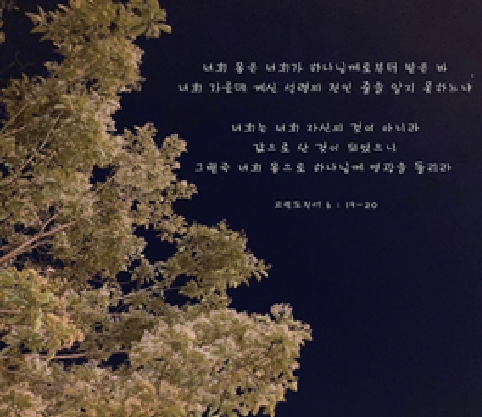 너희 몸은 너희가 하나님께로부터 받은 바
너희 가운데 계신 성령의 전인 줄을 알지 못하느냐
너희는 너희 자신의 것이 아니라
값으로 산 것이 되었으니
그런즉 너희 몸으로 하나님께 영광을 돌리라
고린도전서 6 : 19-20